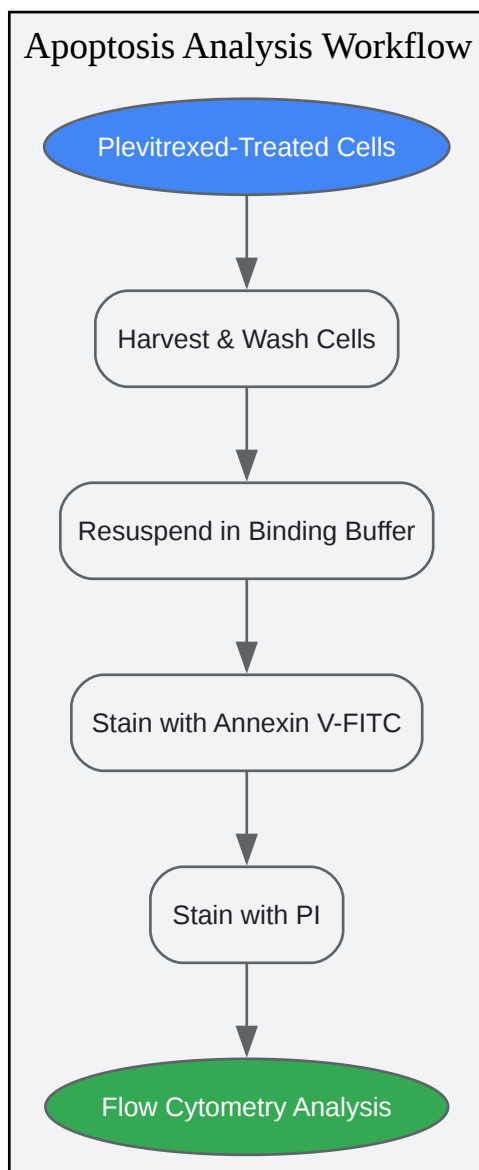 Apoptosis Analysis Workflow
Plevitrexed-Treated Cells
Harvest & Wash Cells
Resuspend in Binding Buffer
Stain with Annexin V-FITC
Stain with PI
Flow Cytometry Analysis